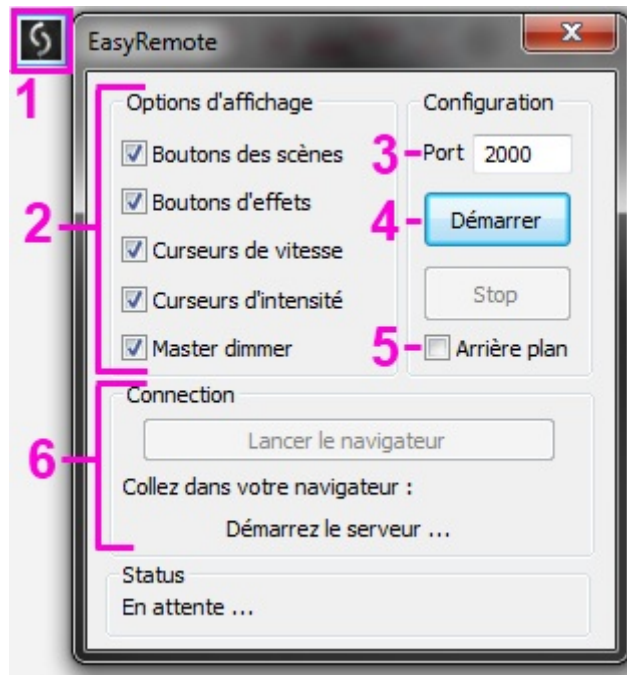 1
EasyRemote
2
Options d'affichage
Boutons des scènes
Boutons d'effets
Curseurs de vitesse
Curseurs d'intensité
Master dimmer
Configuration
3
Port 2000
4
Démarrer
Stop
5
Arrière plan
6
Connection
Lancer le navigateur
Collez dans votre navigateur :
Démarrez le serveur ...
Status
En attente ...